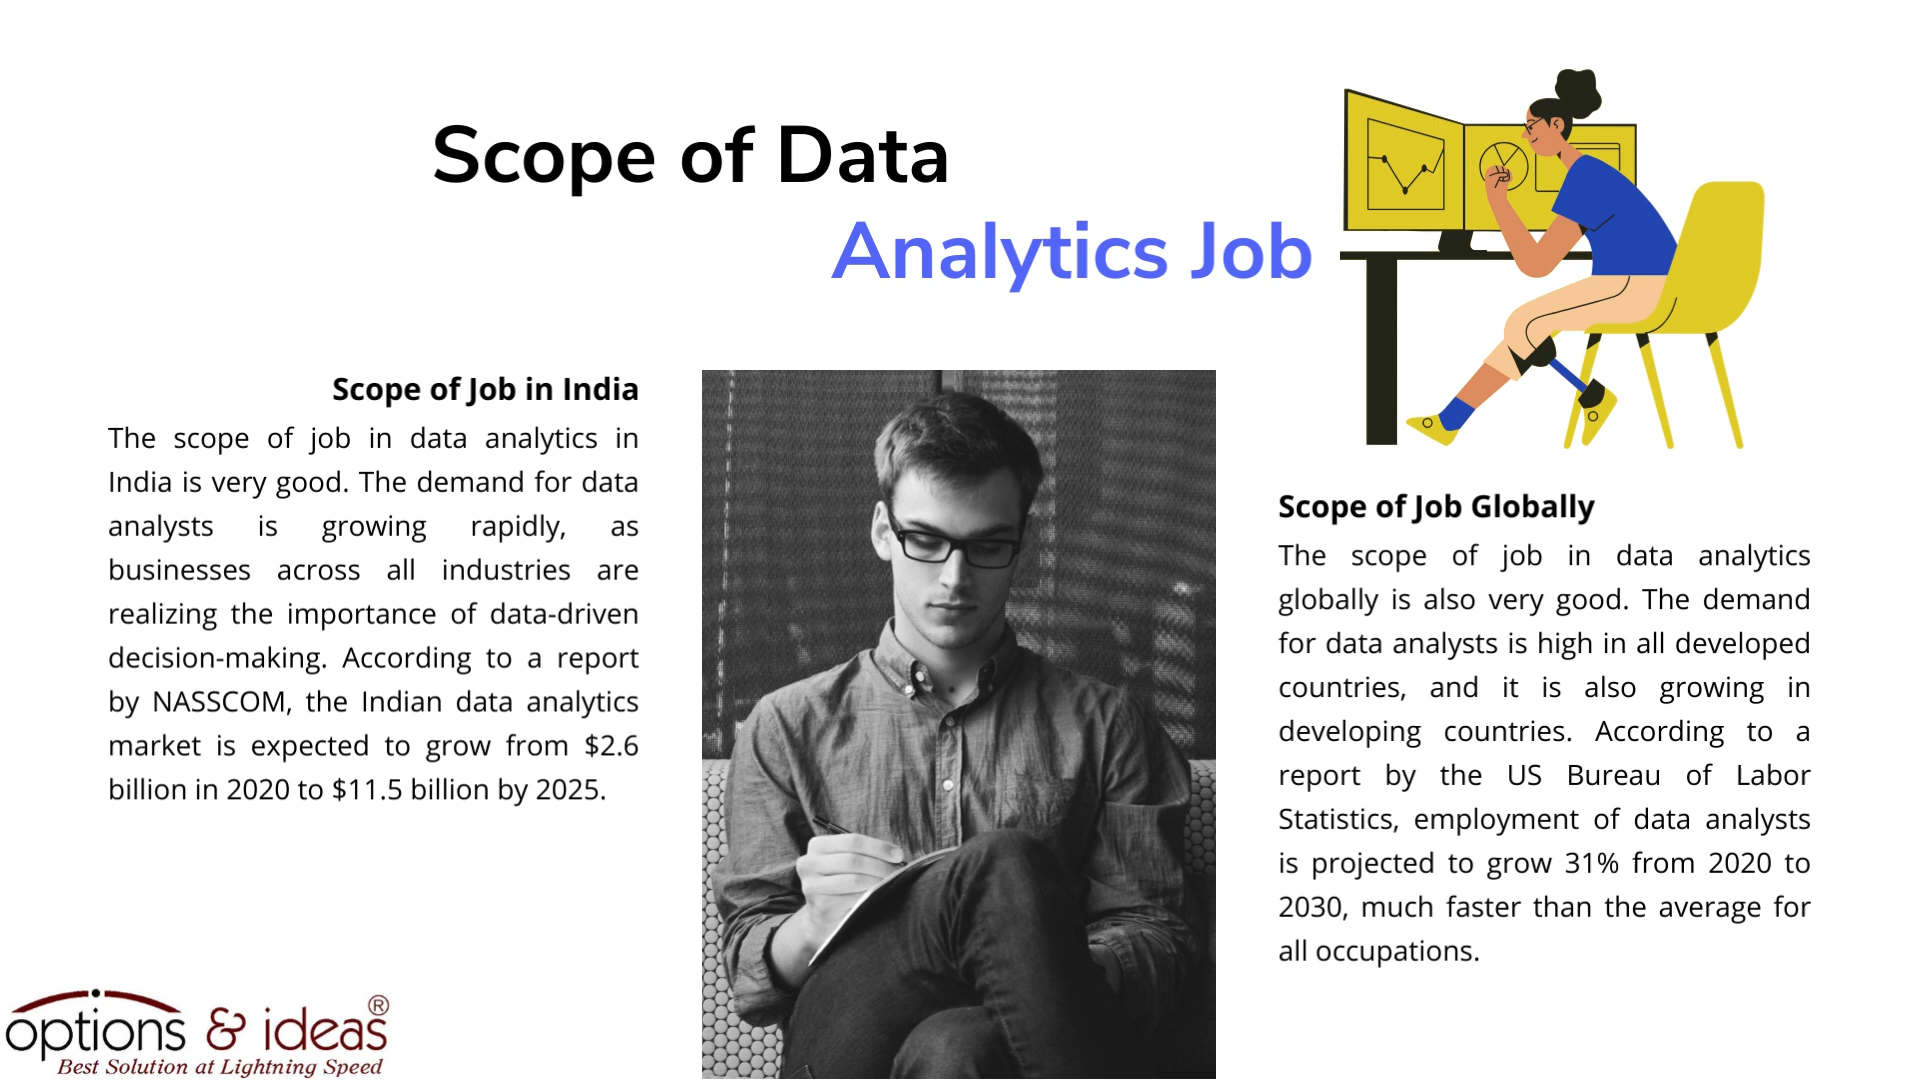 Scope of Data
Analytics Job
Scope of Job in India
The scope of job in data analytics in
India is very good. The demand for data
analysts is growing rapidly, as
businesses across all industries are
realizing the importance of data-driven
decision-making. According to a report
by NASSCOM, the Indian data analytics
market is expected to grow from $2.6
billion in 2020 to $11.5 billion by 2025.
Scope of Job Globally
The scope of job in data analytics
globally is also very good. The demand
for data analysts is high in all developed
countries, and it is also growing in
developing countries. According to a
report by the US Bureau of Labor
Statistics, employment of data analysts
is projected to grow 31% from 2020 to
2030, much faster than the average for
all occupations.
options & ideas®
Best Solution at Lightning Speed